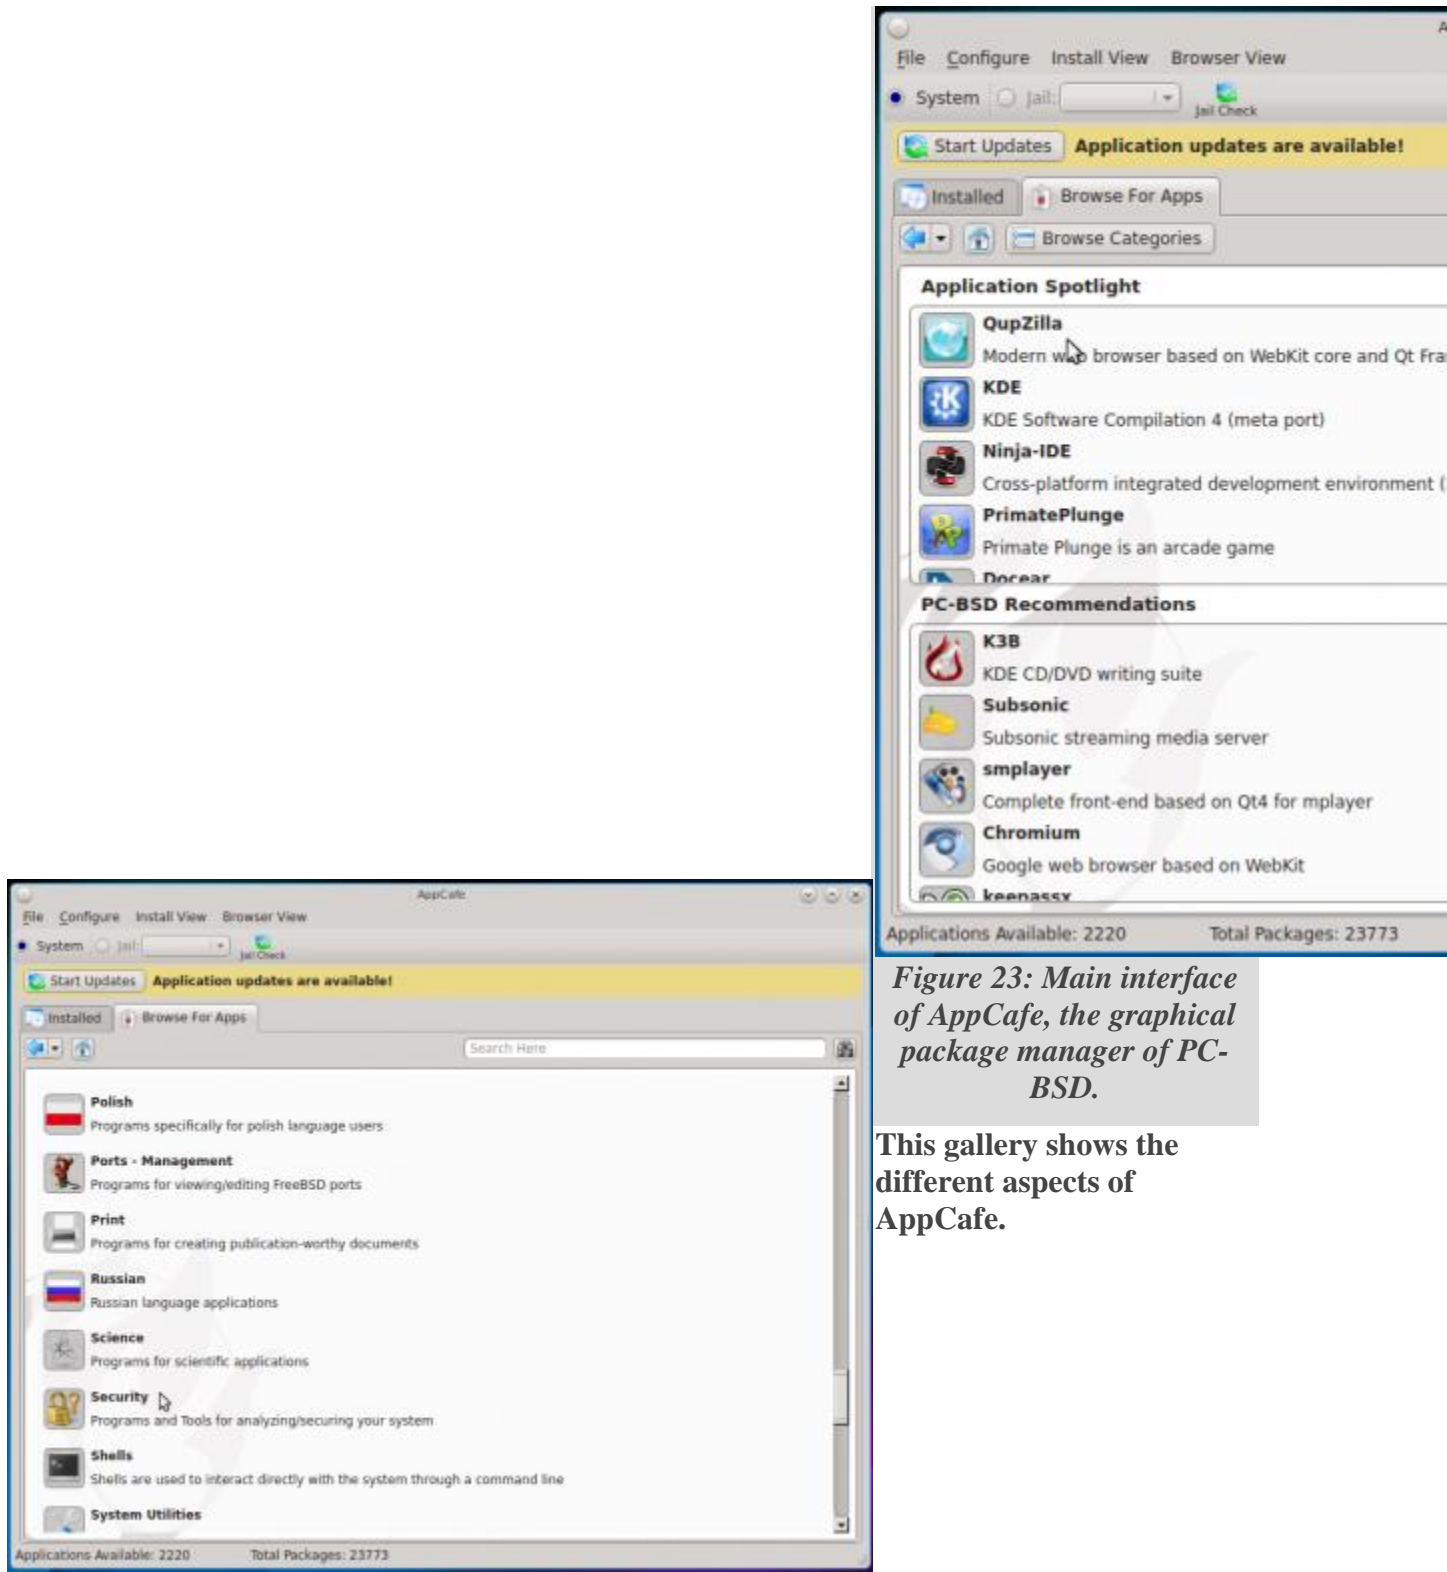 A
File Configure Install View Browser View
System Jail:
Jail Check
Start Updates Application updates are available!
Installed Browse For Apps
Browse Categories
Application Spotlight
QupZilla
Modern web browser based on WebKit core and Qt Fra
KDE
KDE Software Compilation 4 (meta port)
Ninja-IDE
Cross-platform integrated development environment (
PrimatePlunge
Primate Plunge is an arcade game
Docear
PC-BSD Recommendations
K3B
KDE CD/DVD writing suite
Subsonic
Subsonic streaming media server
smplayer
Complete front-end based on Qt4 for mplayer
Chromium
Google web browser based on WebKit
keepassx
Applications Available: 2220 Total Packages: 23773
Figure 23: Main interface
of AppCafe, the graphical
package manager of PC-
BSD.
This gallery shows the
different aspects of
AppCafe.
AppCafe
File Configure Install View Browser View
System Jail:
Jail Check
Start Updates Application updates are available!
Installed Browse For Apps
Search Here
Polish
Programs specifically for polish language users
Ports - Management
Programs for viewing/editing FreeBSD ports
Print
Programs for creating publication-worthy documents
Russian
Russian language applications
Science
Programs for scientific applications
Security
Programs and Tools for analyzing/securing your system
Shells
Shells are used to interact directly with the system through a command line
System Utilities
Applications Available: 2220 Total Packages: 23773